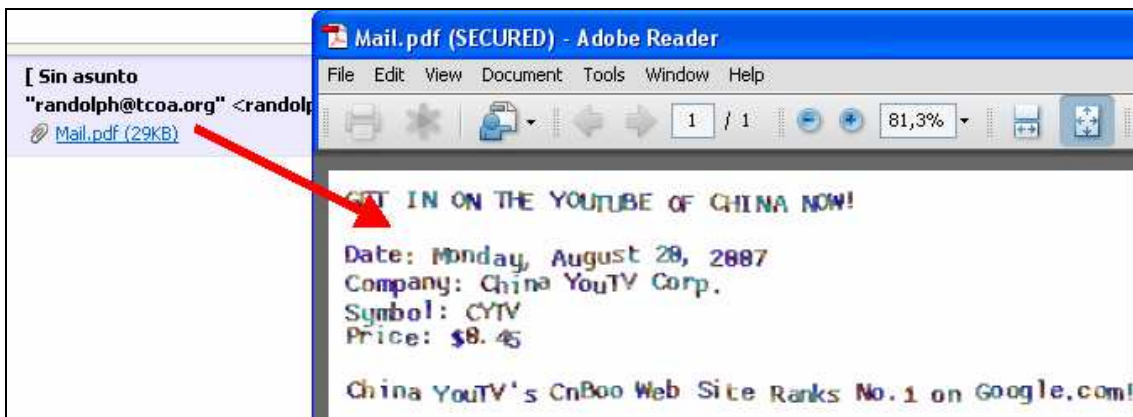 [ Sin asunto
"randolph@tcoa.org" <randolp
Mail.pdf (29KB)
Mail.pdf (SECURED) - Adobe Reader
File Edit View Document Tools Window Help
1 / 1 81,3%
GET IN ON THE YOUTUBE OF CHINA NOW!
Date: Monday, August 20, 2007
Company: China YouTV Corp.
Symbol: CYTV
Price: $0.45
China YouTV's CnBoo Web Site Ranks No.1 on Google.com!